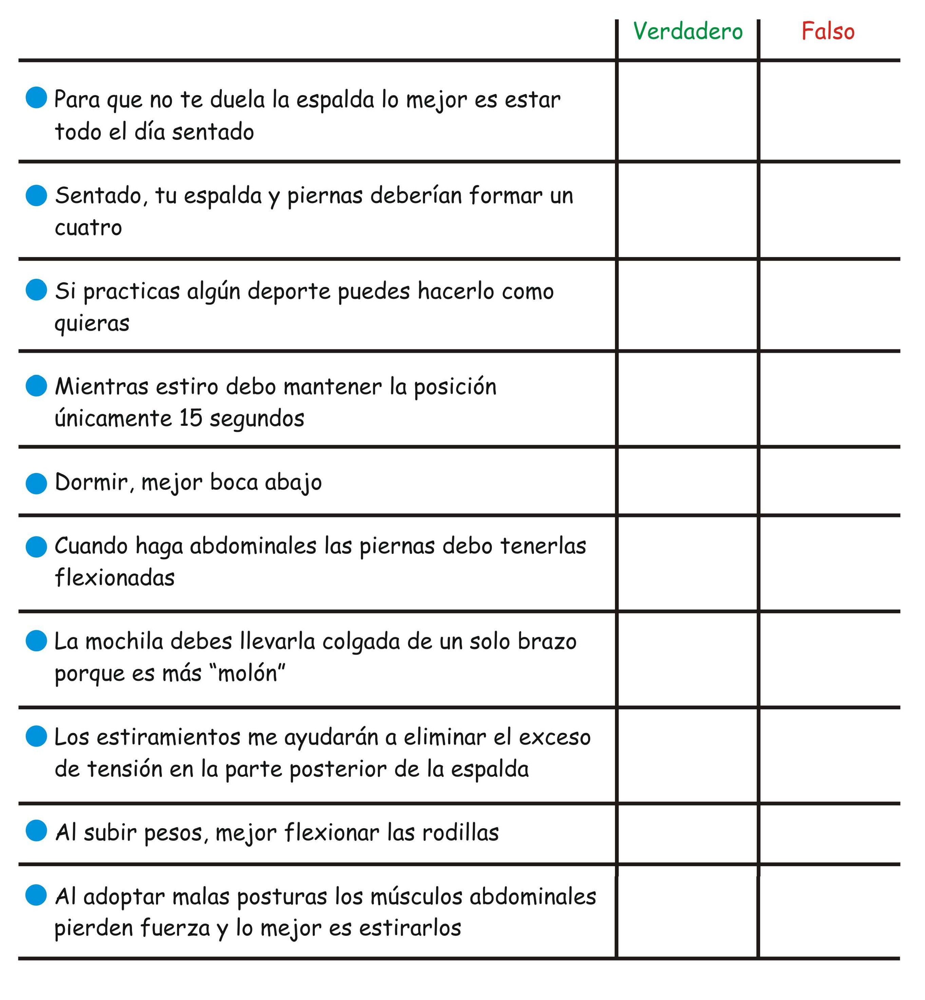 Verdadero Falso
Para que no te duela la espalda lo mejor es estar
todo el día sentado
Sentado, tu espalda y piernas deberían formar un
cuatro
Si practicas algún deporte puedes hacerlo como
quieras
Mientras estiro debo mantener la posición
únicamente 15 segundos
Dormir, mejor boca abajo
Cuando haga abdominales las piernas debo tenerlas
flexionadas
La mochila debes llevarla colgada de un solo brazo
porque es más "molón"
Los estiramientos me ayudarán a eliminar el exceso
de tensión en la parte posterior de la espalda
Al subir pesos, mejor flexionar las rodillas
Al adoptar malas posturas los músculos abdominales
pierden fuerza y lo mejor es estirarlos